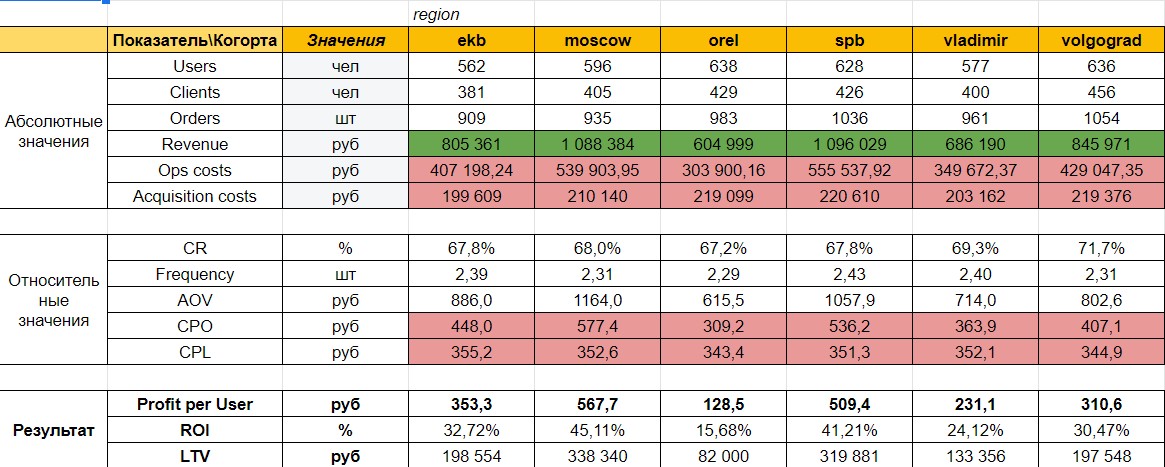 region
Показатель\Когорта Значения ekb moscow orel spb vladimir volgograd
Абсолютные значения
Users чел 562 596 638 628 577 636
Clients чел 381 405 429 426 400 456
Orders шт 909 935 983 1036 961 1054
Revenue руб 805 361 1 088 384 604 999 1 096 029 686 190 845 971
Ops costs руб 407 198,24 539 903,95 303 900,16 555 537,92 349 672,37 429 047,35
Acquisition costs руб 199 609 210 140 219 099 220 610 203 162 219 376
Относитель
ные
значения
CR % 67,8% 68,0% 67,2% 67,8% 69,3% 71,7%
Frequency шт 2,39 2,31 2,29 2,43 2,40 2,31
AOV руб 886,0 1164,0 615,5 1057,9 714,0 802,6
CPO руб 448,0 577,4 309,2 536,2 363,9 407,1
CPL руб 355,2 352,6 343,4 351,3 352,1 344,9
Результат
Profit per User руб 353,3 567,7 128,5 509,4 231,1 310,6
ROI % 32,72% 45,11% 15,68% 41,21% 24,12% 30,47%
LTV руб 198 554 338 340 82 000 319 881 133 356 197 548